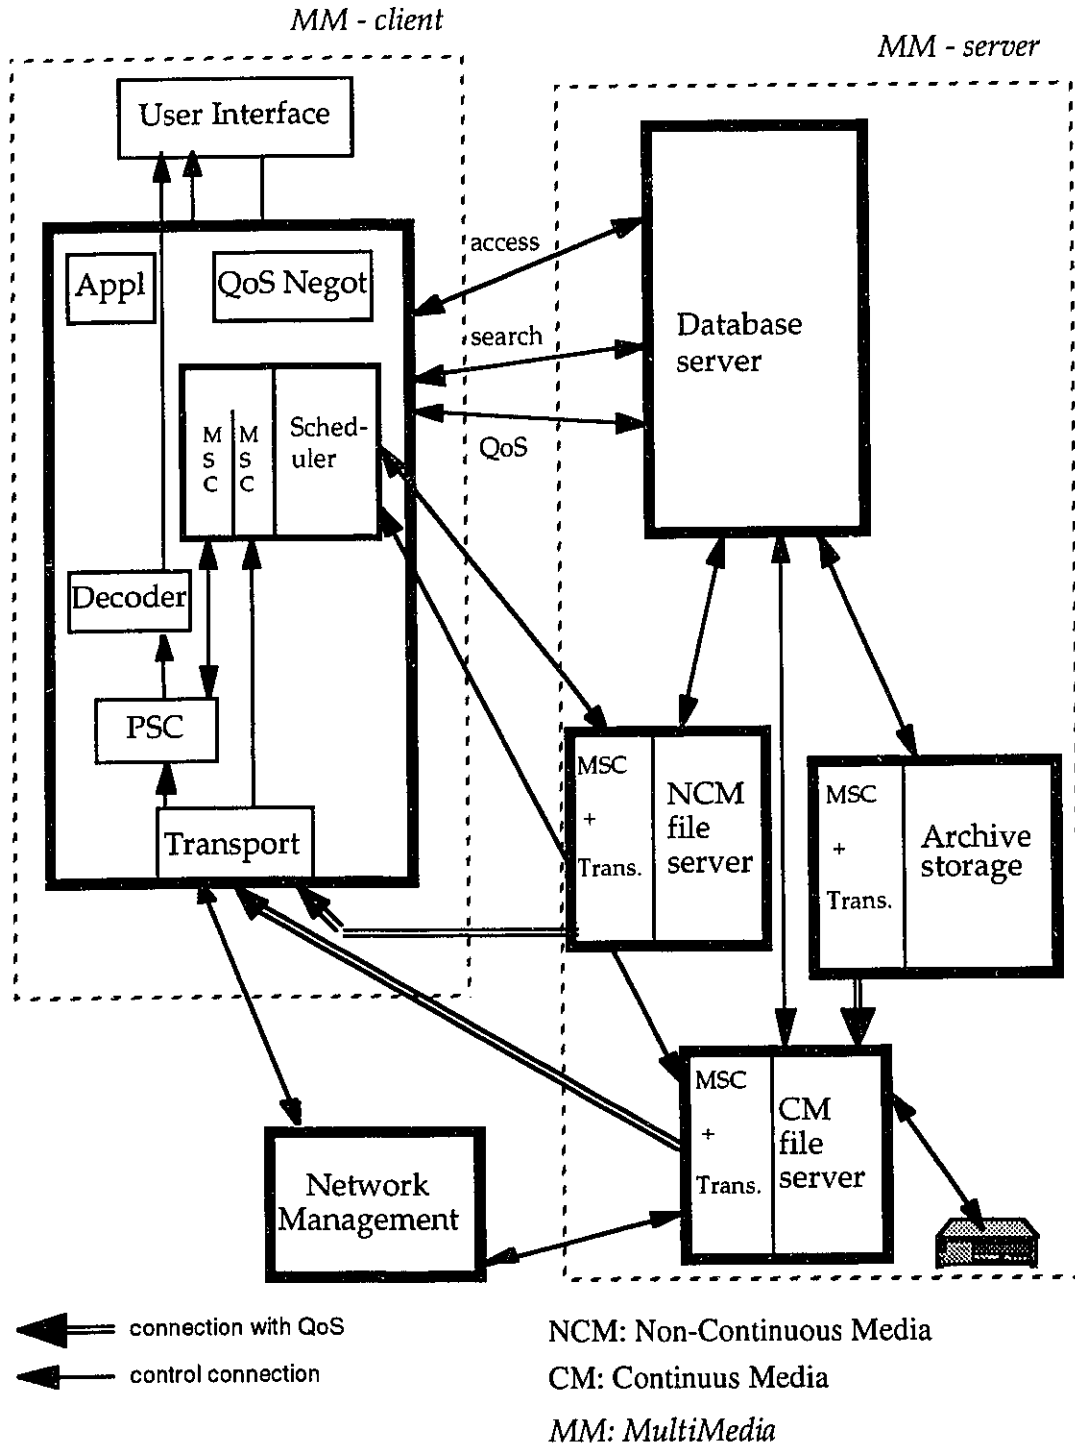 MM - client
MM - server
User Interface
Appl
QoS Negot
access
search
QoS
Database
server
M
S
C
M
S
C
Sched-
uler
Decoder
PSC
Transport
MSC
+
Trans.
NCM
file
server
MSC
+
Trans.
Archive
storage
MSC
+
Trans.
CM
file
server
Network
Management
connection with QoS
control connection
NCM: Non-Continuous Media
CM: Continuus Media
MM: MultiMedia